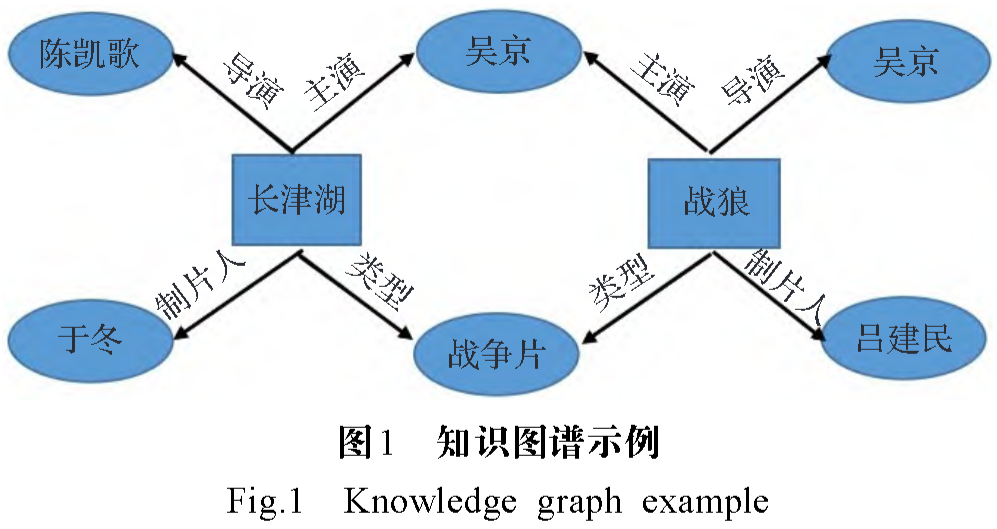 陈凯歌
吴京
吴京
导演
主演
主演
导演
长津湖
战狼
制片人
类型
类型
制片人
于冬
战争片
吕建民
图1 知识图谱示例
Fig.1 Knowledge graph example